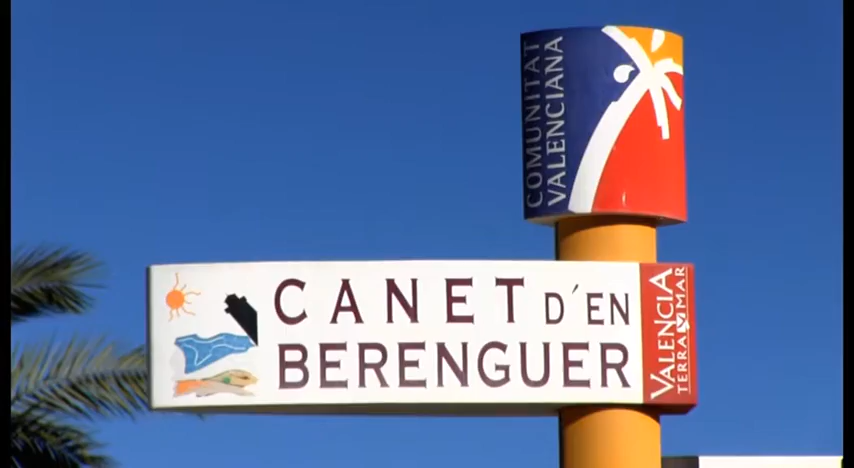 COMUNITAT
VALENCIANA
CANET D'EN
BERENGUER
VALENCIA
TERRA MAR